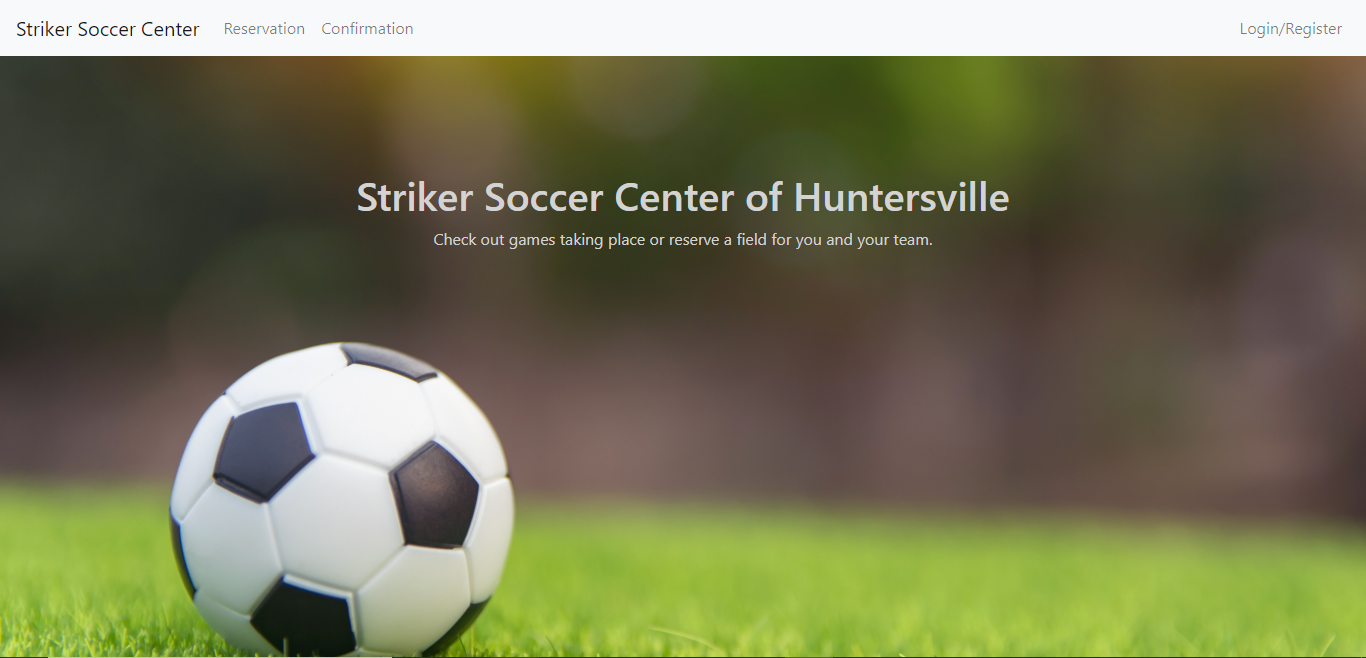 Striker Soccer Center Reservation Confirmation Login/Register
Striker Soccer Center of Huntersville
Check out games taking place or reserve a field for you and your team.